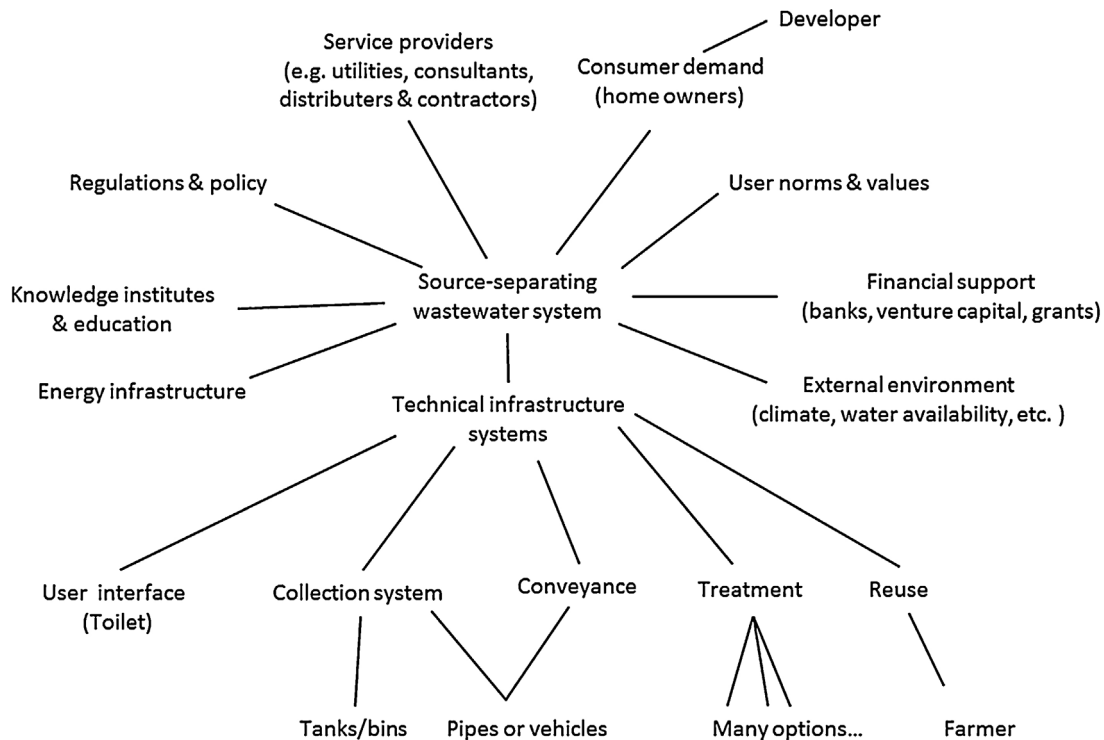 Developer
Service providers
(e.g. utilities, consultants,
distributers & contractors)
Consumer demand
(home owners)
Regulations & policy
User norms & values
Source-separating
wastewater system
Knowledge institutes
& education
Financial support
(banks, venture capital, grants)
Energy infrastructure
External environment
(climate, water availability, etc. )
Technical infrastructure
systems
User interface
(Toilet)
Collection system
Conveyance
Treatment
Reuse
Tanks/bins
Pipes or vehicles
Many options...
Farmer